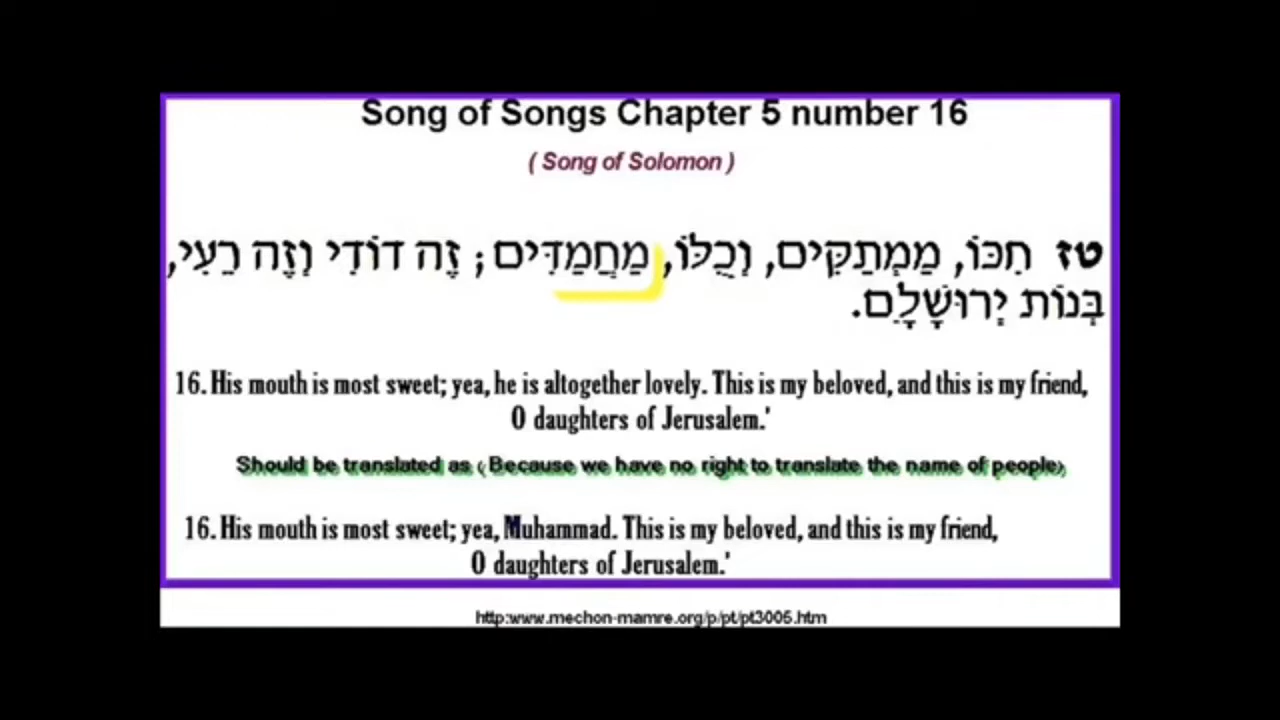 Song of Songs Chapter 5 number 16
( Song of Solomon )
טז חִכּוֹ, מַמְתַקִּים, וְכֻלּוֹ, מַחֲמַדִּים; זֶה דוֹדִי וְזֶה רֵעִי,
בְּנוֹת יְרוּשָׁלִָם.
16. His mouth is most sweet; yea, he is altogether lovely. This is my beloved, and this is my friend,
O daughters of Jerusalem.'
Should be translated as ( Because we have no right to translate the name of people)
16. His mouth is most sweet; yea, Muhammad. This is my beloved, and this is my friend,
O daughters of Jerusalem.'
http:www.mechon-mamre.org/p/pt/pt3005.htm